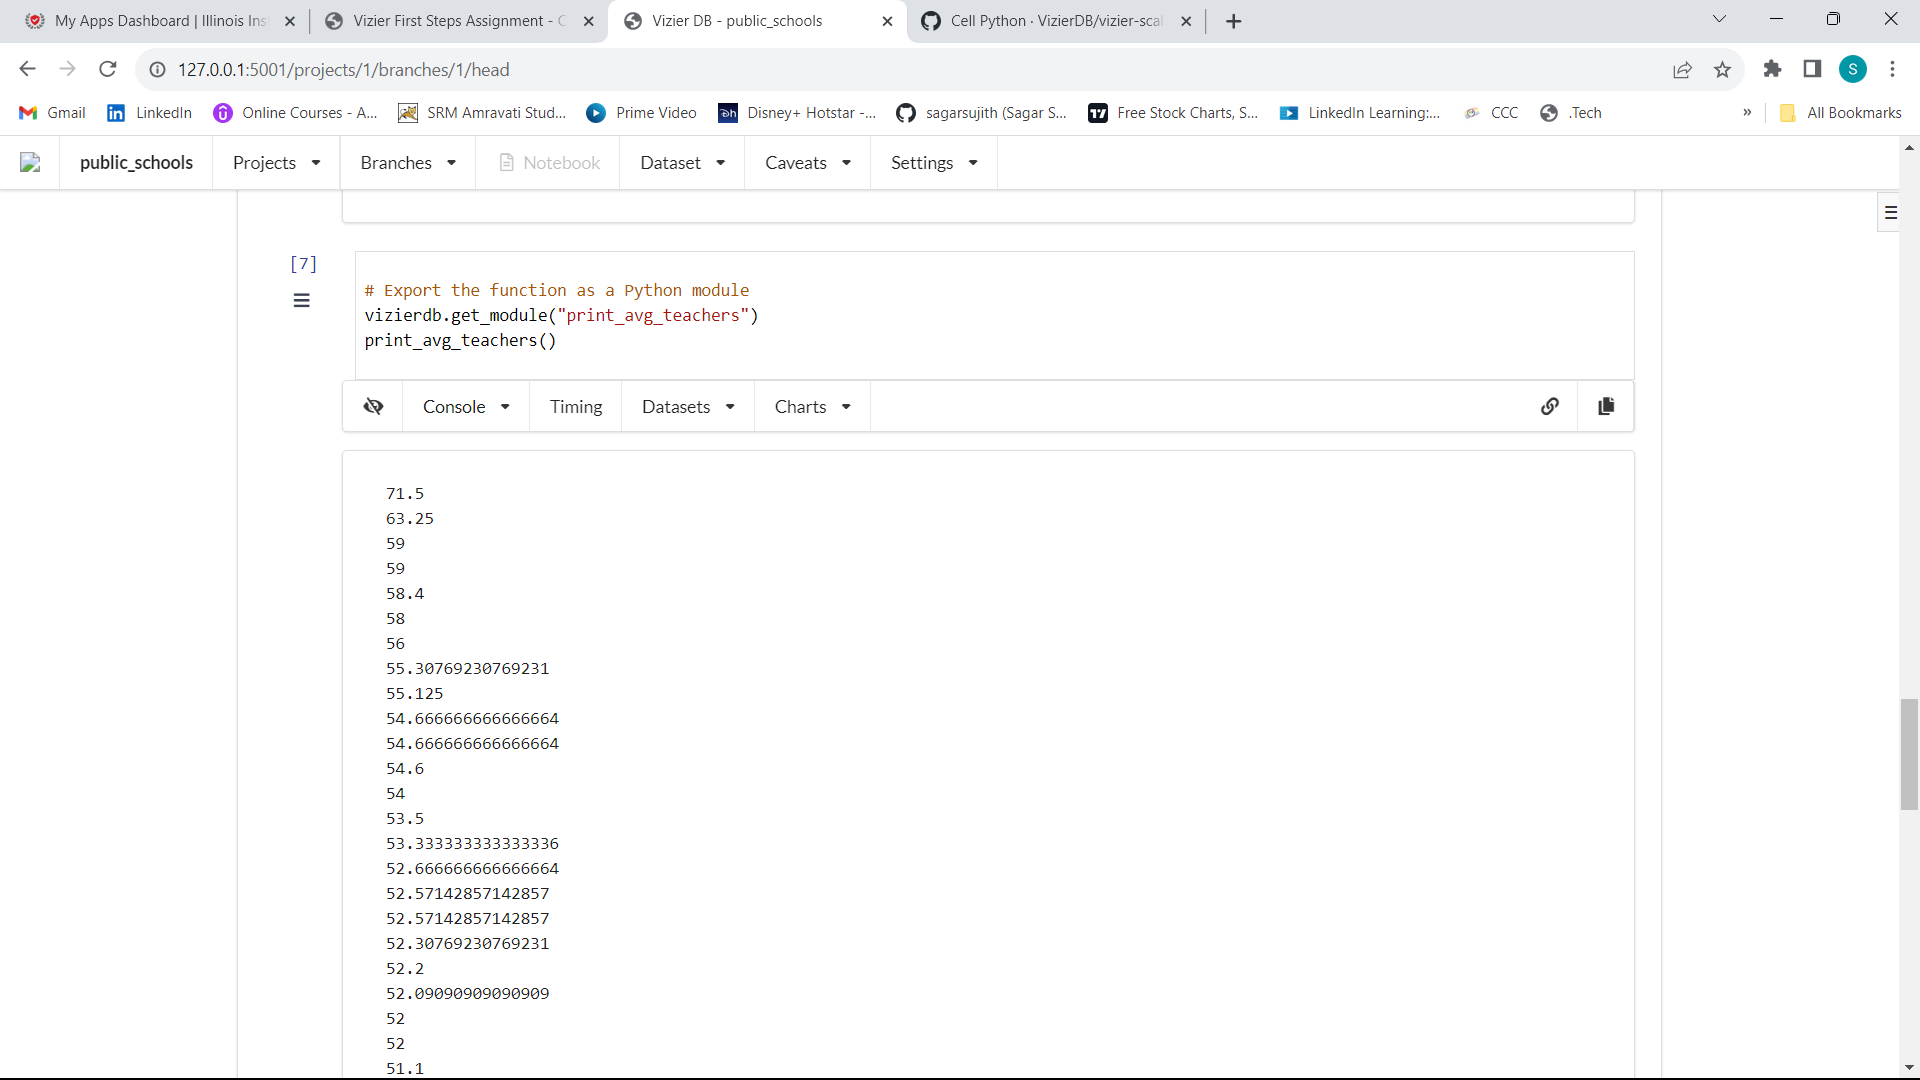 My Apps Dashboard | Illinois Ins
Vizier First Steps Assignment - C
Vizier DB - public_schools
Cell Python · VizierDB/vizier-scal
127.0.0.1:5001/projects/1/branches/1/head
S
Gmail
LinkedIn
Online Courses - A...
SRM Amravati Stud...
Prime Video
Disney+ Hotstar -...
sagarsujith (Sagar S...
Free Stock Charts, S...
LinkedIn Learning:...
CCC
.Tech
»
All Bookmarks
public_schools
Projects
Branches
Notebook
Dataset
Caveats
Settings
[7]
# Export the function as a Python module
vizierdb.get_module("print_avg_teachers")
print_avg_teachers()
Console
Timing
Datasets
Charts
71.5
63.25
59
59
58.4
58
56
55.30769230769231
55.125
54.666666666666664
54.666666666666664
54.6
54
53.5
53.333333333333336
52.666666666666664
52.57142857142857
52.57142857142857
52.30769230769231
52.2
52.09090909090909
52
52
51.1